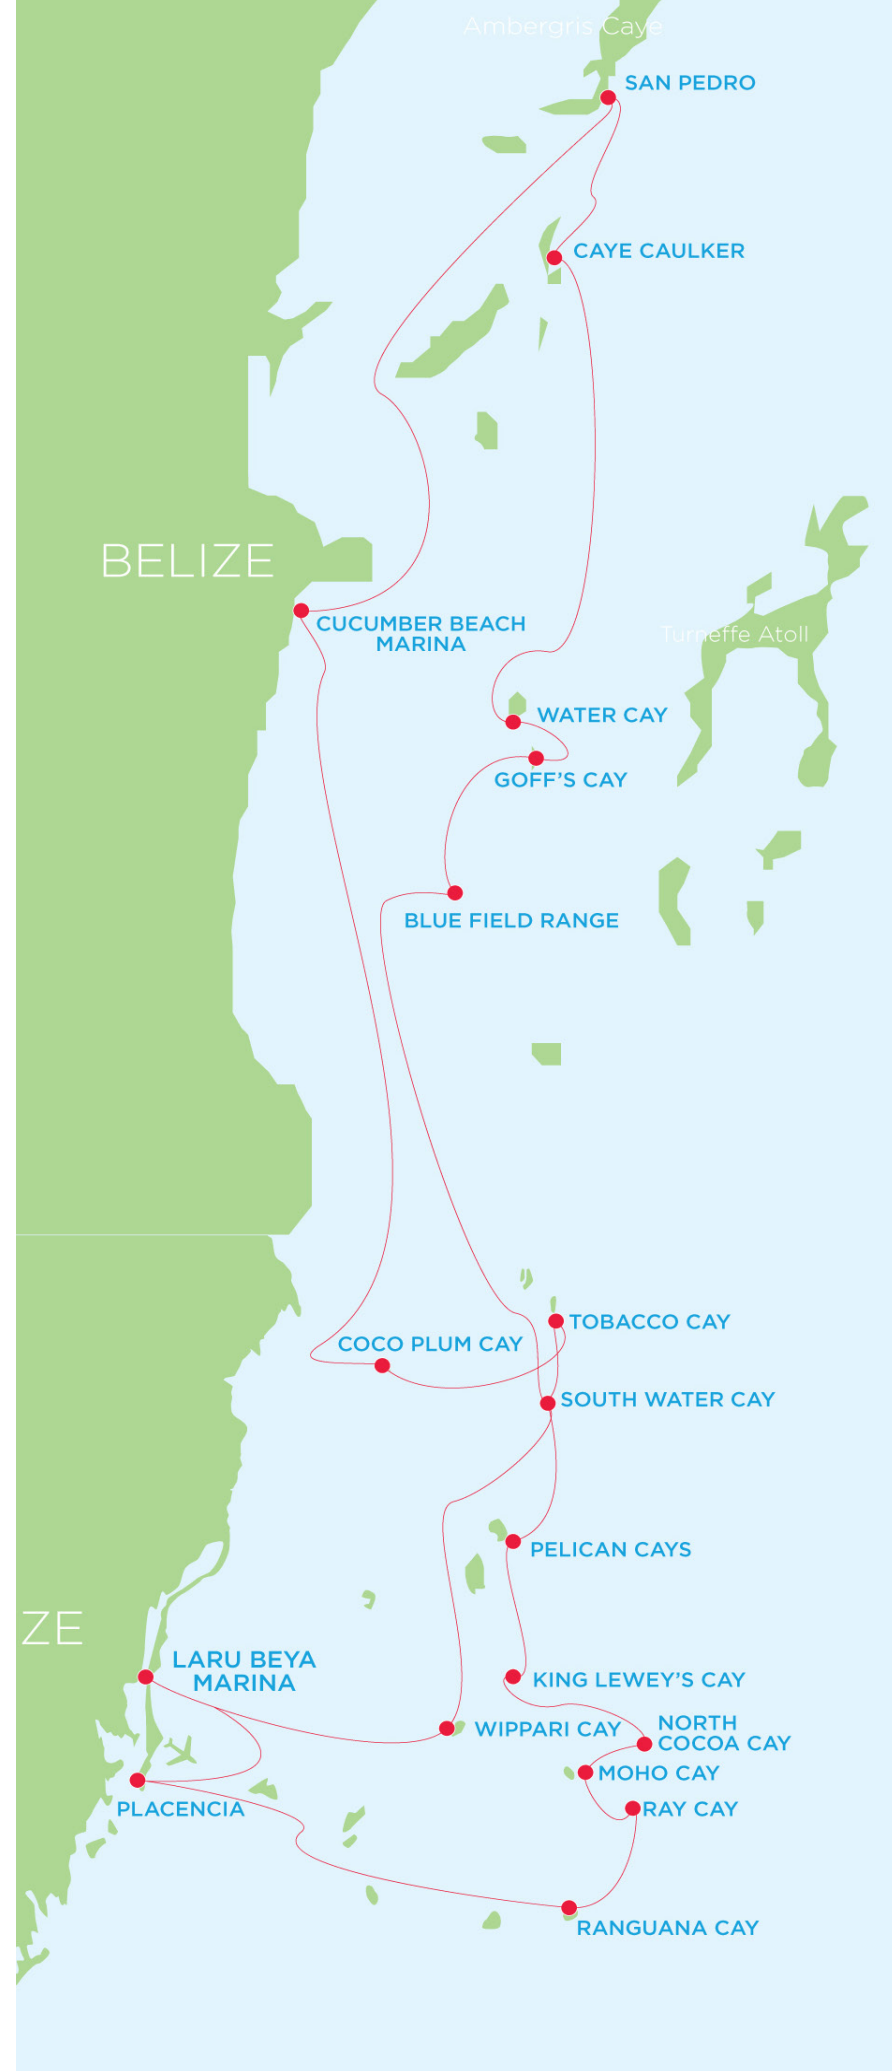 Ambergris Caye
SAN PEDRO
CAYE CAULKER
BELIZE
CUCUMBER BEACH
MARINA
Turneffe Atoll
WATER CAY
GOFF'S CAY
BLUE FIELD RANGE
TOBACCO CAY
COCO PLUM CAY
SOUTH WATER CAY
PELICAN CAYS
ZE
LARU BEYA
MARINA
KING LEWEY'S CAY
WIPPARI CAY
NORTH
COCOA CAY
MOHO CAY
PLACENCIA
RAY CAY
RANGUANA CAY